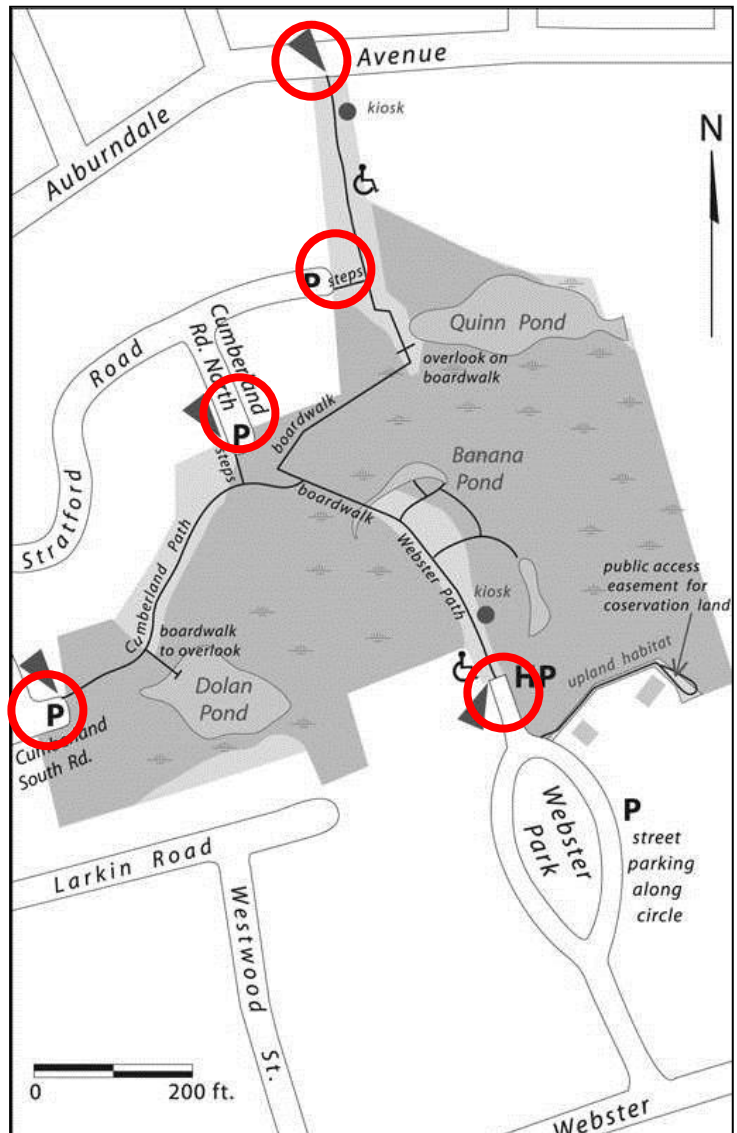 Avenue
Auburndale
kiosk
N
P
steps
Quinn Pond
overlook on
boardwalk
Cumberland
Rd. North
Road
Stratford
P
steps
boardwalk
boardwalk
Banana
Pond
Webster Path
kiosk
public access
easement for
coservation land
Cumberland Path
boardwalk
to overlook
Dolan
Pond
HP
upland habitat
P
Cumberland
South Rd.
Webster
Park
P
street
parking
along
circle
Larkin Road
Westwood St.
0 200 ft.
Webster